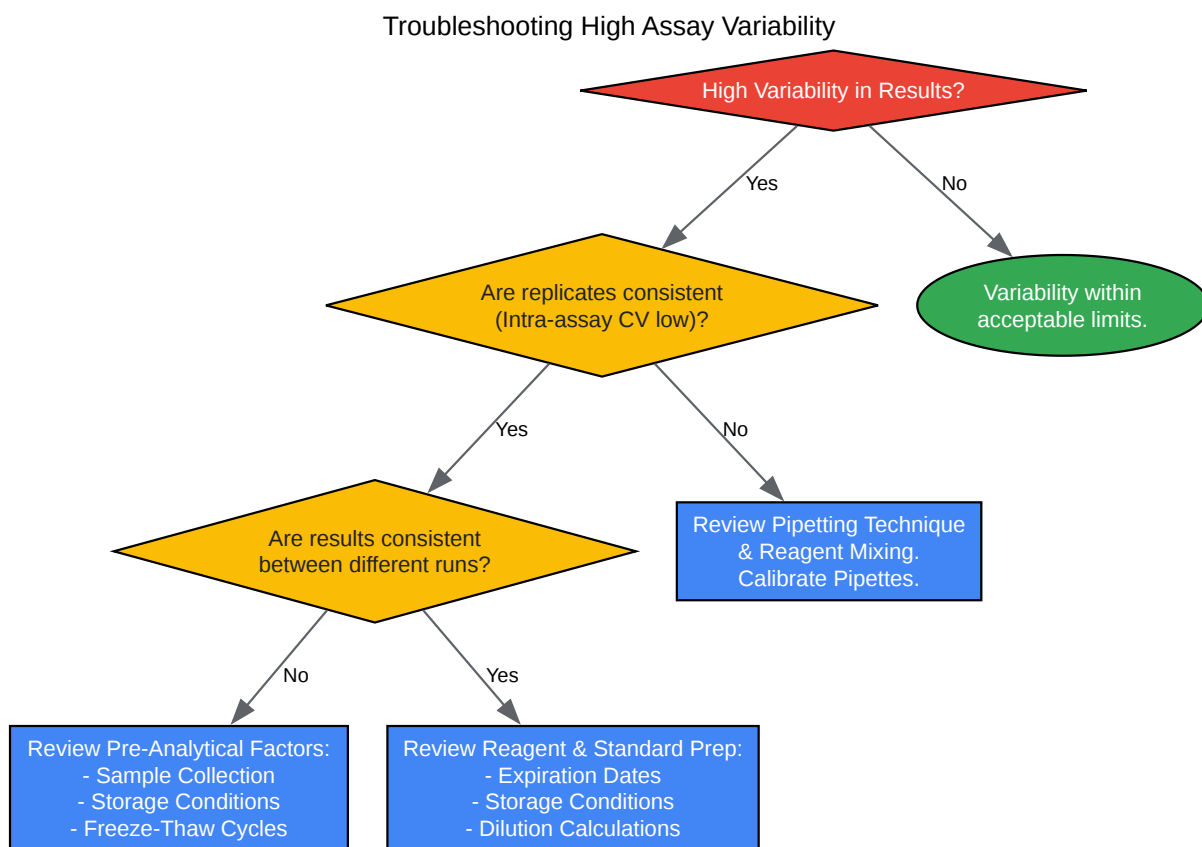 Troubleshooting High Assay Variability
High Variability in Results?
Yes
No
Are replicates consistent
(Intra-assay CV low)?
Variability within
acceptable limits.
Yes
No
Are results consistent
between different runs?
Review Pipetting Technique
& Reagent Mixing.
Calibrate Pipettes.
No
Yes
Review Pre-Analytical Factors:
- Sample Collection
- Storage Conditions
- Freeze-Thaw Cycles
Review Reagent & Standard Prep:
- Expiration Dates
- Storage Conditions
- Dilution Calculations